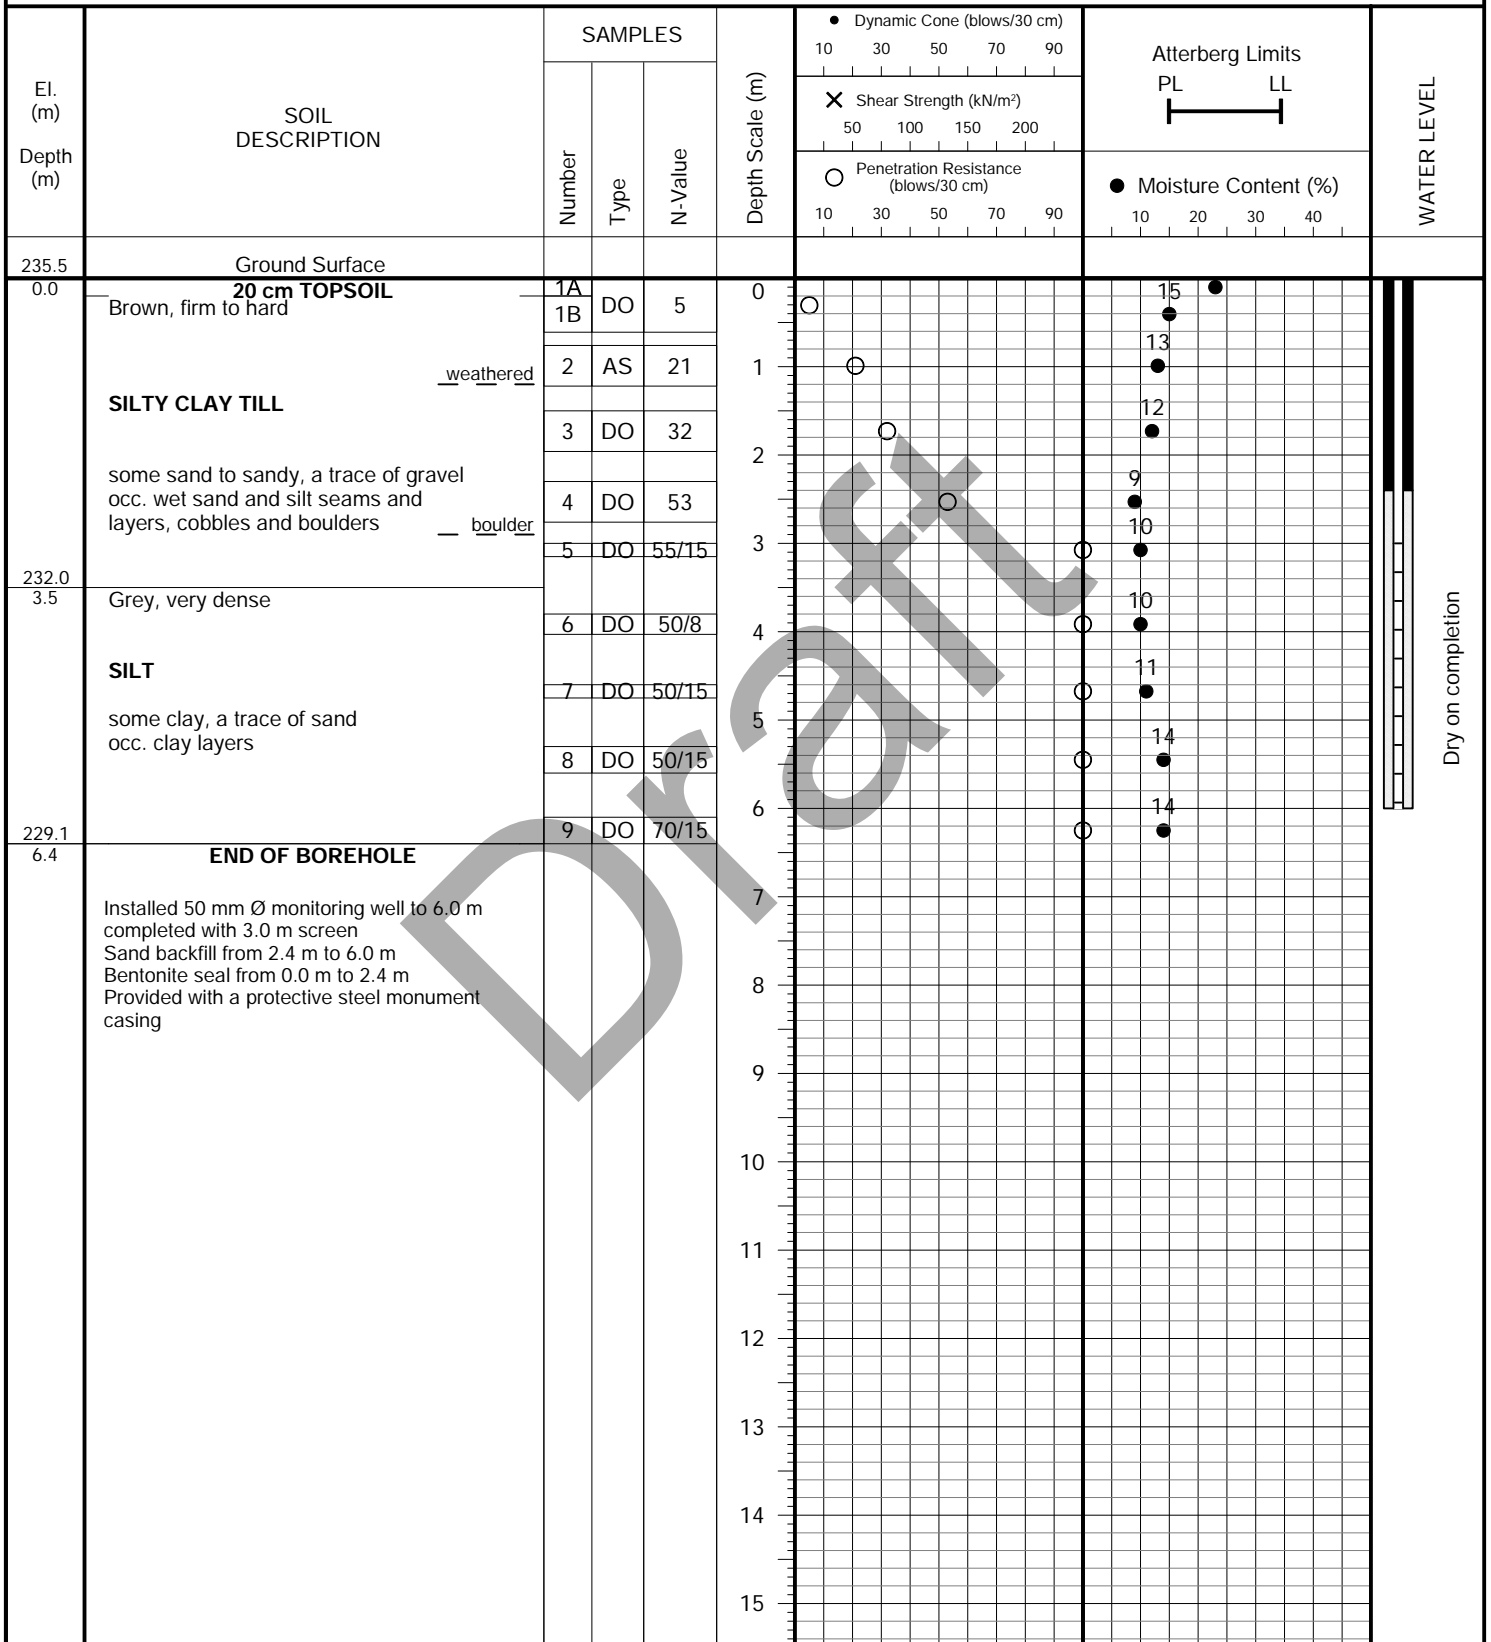 El.
(m)
Depth
(m)
SOIL
DESCRIPTION
SAMPLES
Number
Type
N-Value
Depth Scale (m)
Dynamic Cone (blows/30 cm)
10 30 50 70 90
Shear Strength (kN/m²)
50 100 150 200
Penetration Resistance
(blows/30 cm)
10 30 50 70 90
Atterberg Limits
PL LL
Moisture Content (%)
10 20 30 40
WATER LEVEL
235.5 Ground Surface
0.0 20 cm TOPSOIL 1A 0
Brown, firm to hard 1B DO 5 15
13
weathered 2 AS 21 1
SILTY CLAY TILL 12
3 DO 32
2
some sand to sandy, a trace of gravel 9
occ. wet sand and silt seams and 4 DO 53
layers, cobbles and boulders boulder 10
5 DO 55/15 3
232.0
3.5 Grey, very dense 10
6 DO 50/8 4
SILT 11
7 DO 50/15
some clay, a trace of sand 5
occ. clay layers 14
8 DO 50/15
6 14
229.1 9 DO 70/15
6.4 END OF BOREHOLE
7
Installed 50 mm Ø monitoring well to 6.0 m
completed with 3.0 m screen
Sand backfill from 2.4 m to 6.0 m
Bentonite seal from 0.0 m to 2.4 m
Provided with a protective steel monument
casing
8
9
10
11
12
13
14
15
Dry on completion
Draft